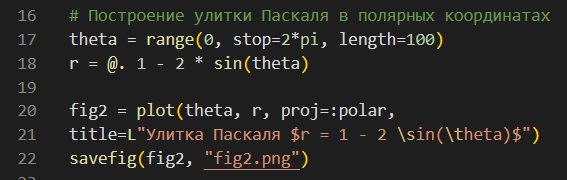 16 # Построение улитки Паскаля в полярных координатах
17 theta = range(0, stop=2*pi, length=100)
18 r = @. 1 - 2 * sin(theta)
19
20 fig2 = plot(theta, r, proj=:polar,
21 title=L"Улитка Паскаля $r = 1 - 2 \sin(\theta)$")
22 savefig(fig2, "fig2.png")